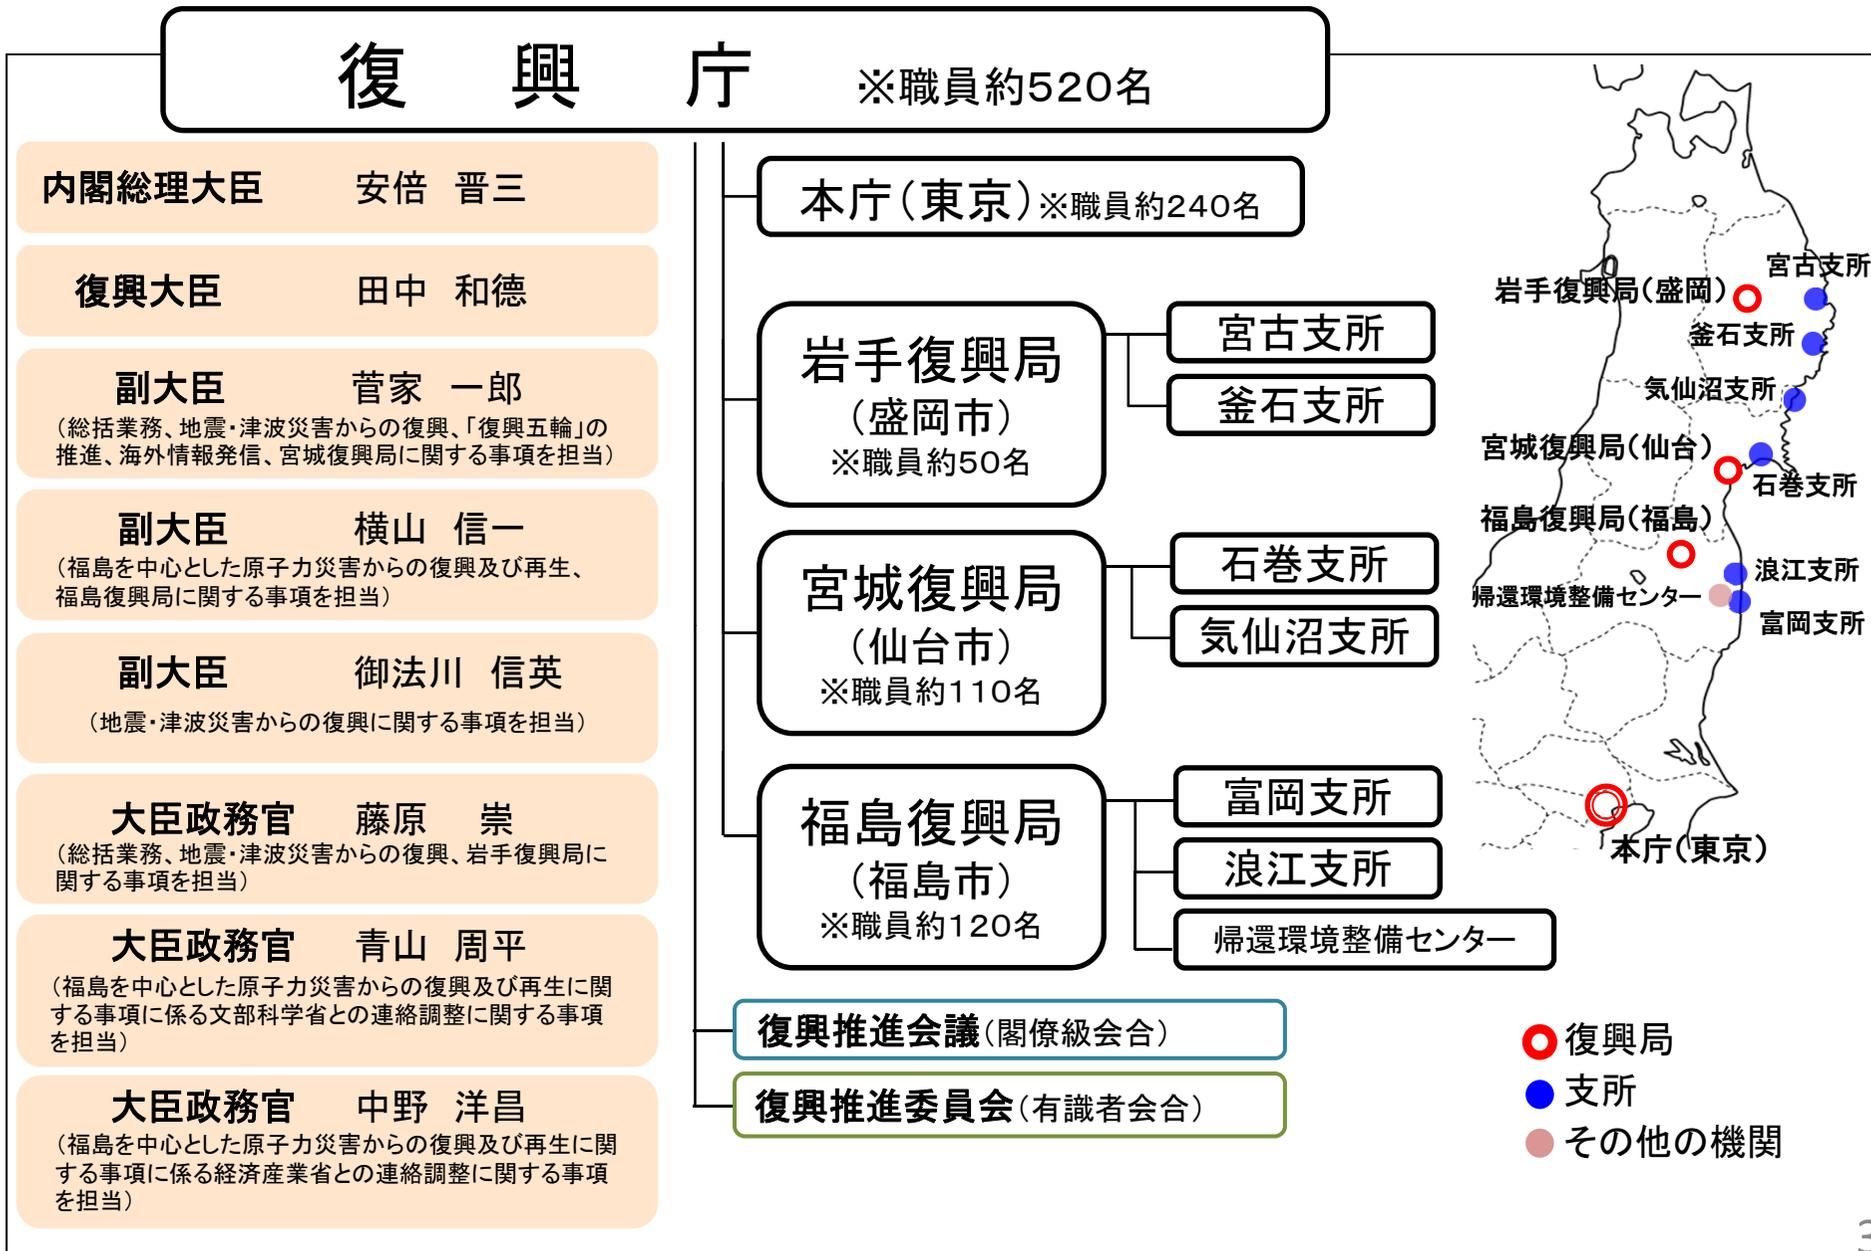 復興庁 ※職員約520名
内閣総理大臣 安倍 晋三
復興大臣 田中 和德
副大臣 菅家 一郎
(総括業務、地震・津波災害からの復興、「復興五輪」の
推進、海外情報発信、宮城復興局に関する事項を担当)
副大臣 横山 信一
(福島を中心とした原子力災害からの復興及び再生、
福島復興局に関する事項を担当)
副大臣 御法川 信英
(地震・津波災害からの復興に関する事項を担当)
大臣政務官 藤原 崇
(総括業務、地震・津波災害からの復興、岩手復興局に
関する事項を担当)
大臣政務官 青山 周平
(福島を中心とした原子力災害からの復興及び再生に関
する事項に係る文部科学省との連絡調整に関する事項
を担当)
大臣政務官 中野 洋昌
(福島を中心とした原子力災害からの復興及び再生に関
する事項に係る経済産業省との連絡調整に関する事項
を担当)
本庁(東京)※職員約240名
岩手復興局
(盛岡市)
※職員約50名
宮古支所
釜石支所
宮城復興局
(仙台市)
※職員約110名
石巻支所
気仙沼支所
福島復興局
(福島市)
※職員約120名
富岡支所
浪江支所
帰還環境整備センター
復興推進会議(閣僚級会合)
復興推進委員会(有識者会合)
宮古支所
岩手復興局(盛岡)
釜石支所
気仙沼支所
宮城復興局(仙台)
石巻支所
福島復興局(福島)
浪江支所
帰還環境整備センター
富岡支所
本庁(東京)
復興局
支所
その他の機関